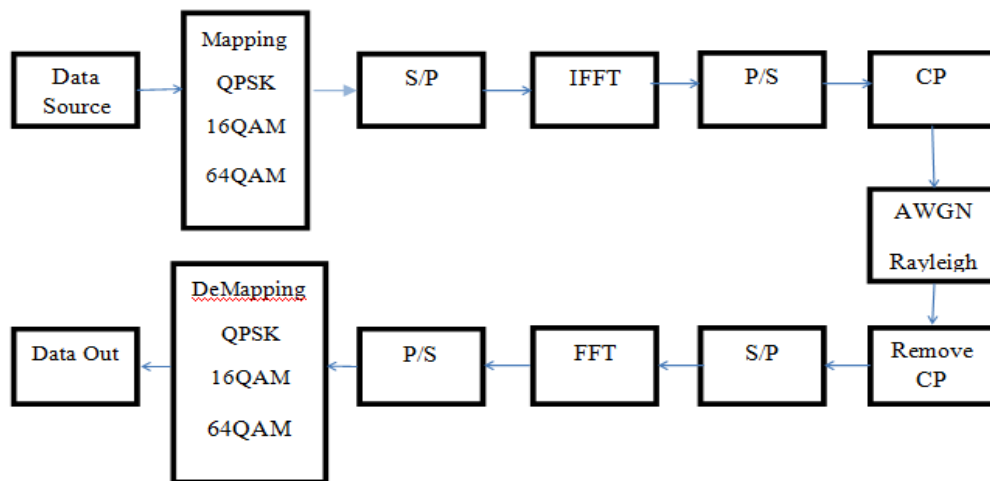 Data
Source
Mapping
QPSK
16QAM
64QAM
S/P
IFFT
P/S
CP
AWGN
Rayleigh
Remove
CP
S/P
FFT
P/S
DeMapping
QPSK
16QAM
64QAM
Data Out